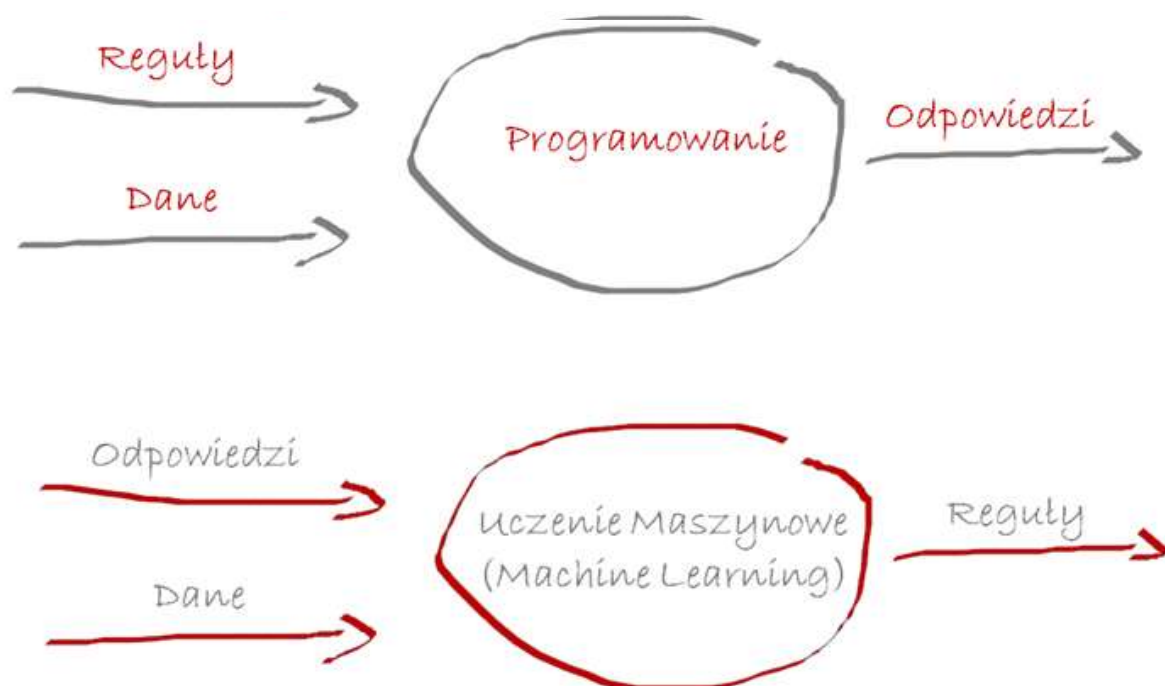 Reguły
Dane
Programowanie
Odpowiedzi
Odpowiedzi
Dane
Uczenie Maszynowe
(Machine Learning)
Reguły